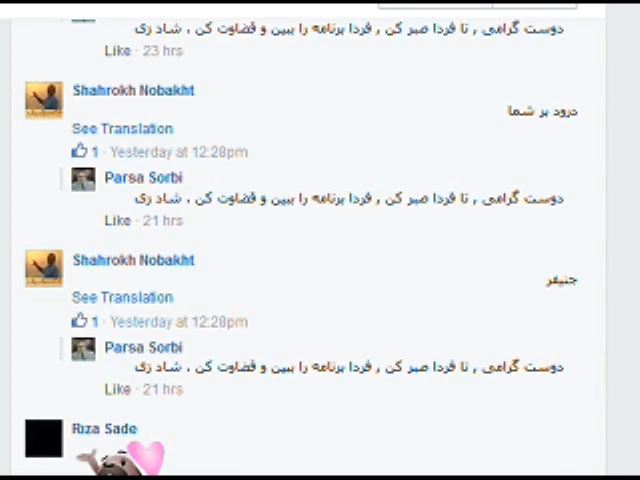 دوست گرامی , تا فردا صبر کن , فردا برنامه را ببین و قضاوت کن ، شاد زی
Like · 23 hrs
Shahrokh Nobakht
درود بر شما
See Translation
1 · Yesterday at 12:28pm
Parsa Sorbi
دوست گرامی , تا فردا صبر کن , فردا برنامه را ببین و قضاوت کن ، شاد زی
Like · 21 hrs
Shahrokh Nobakht
جنیفر
See Translation
1 · Yesterday at 12:28pm
Parsa Sorbi
دوست گرامی , تا فردا صبر کن , فردا برنامه را ببین و قضاوت کن ، شاد زی
Like · 21 hrs
Riza Sade